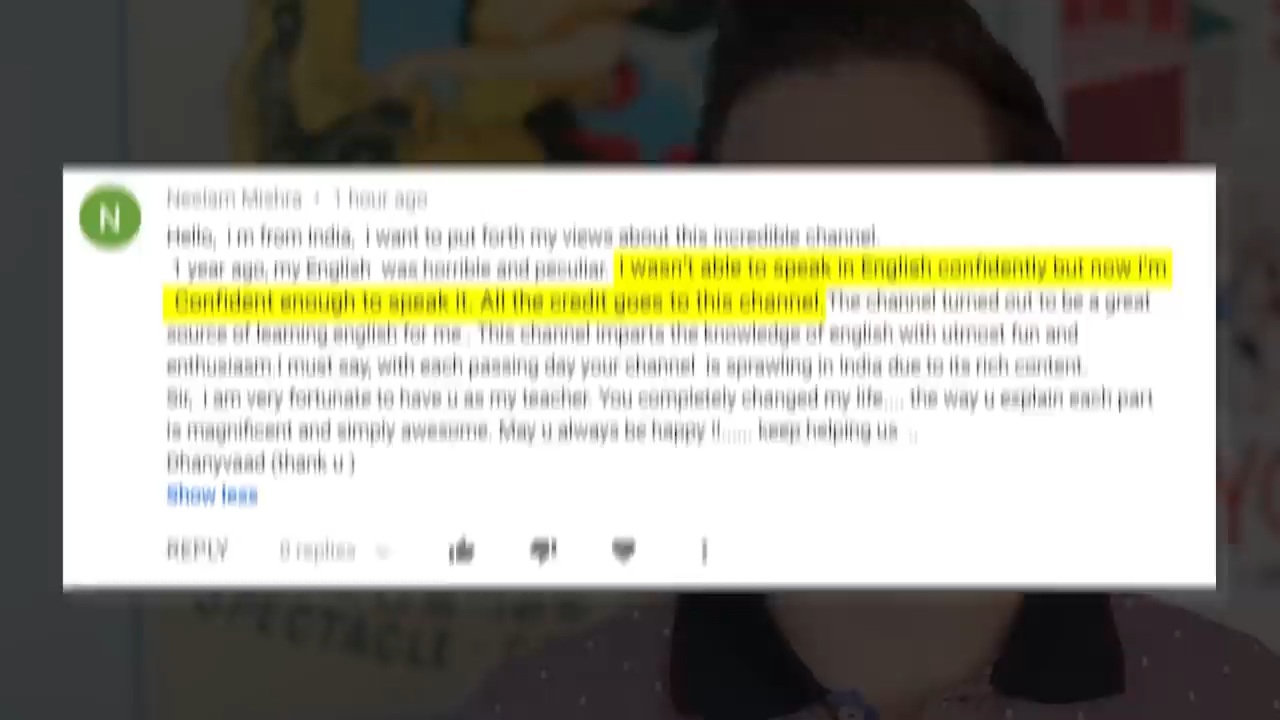 N
Neelam Mishra • 1 hour ago
Hello, i m from India, i want to put forth my views about this incredible channel.
1 year ago, my English was horrible and peculiar. I wasn't able to speak in English confidently but now I'm
Confident enough to speak it. All the credit goes to this channel. The channel turned out to be a great
source of learning english for me. This channel imparts the knowledge of english with utmost fun and
enthusiasm.I must say, with each passing day your channel is sprawling in India due to its rich content.
Sir, i am very fortunate to have u as my teacher. You completely changed my life.... the way u explain each part
is magnificent and simply awesome. May u always be happy !!...... keep helping us ..
Dhanyvaad (thank u )
Show less
REPLY replies
SPECTACLE